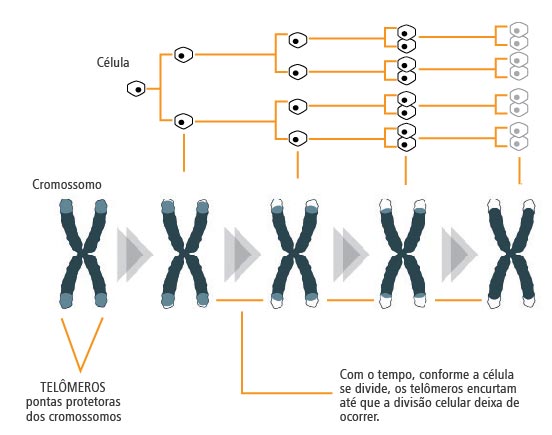 Célula
Cromossomo
TELÔMEROS
pontas protetoras
dos cromossomos
Com o tempo, conforme a célula
se divide, os telômeros encurtam
até que a divisão celular deixa de
ocorrer.